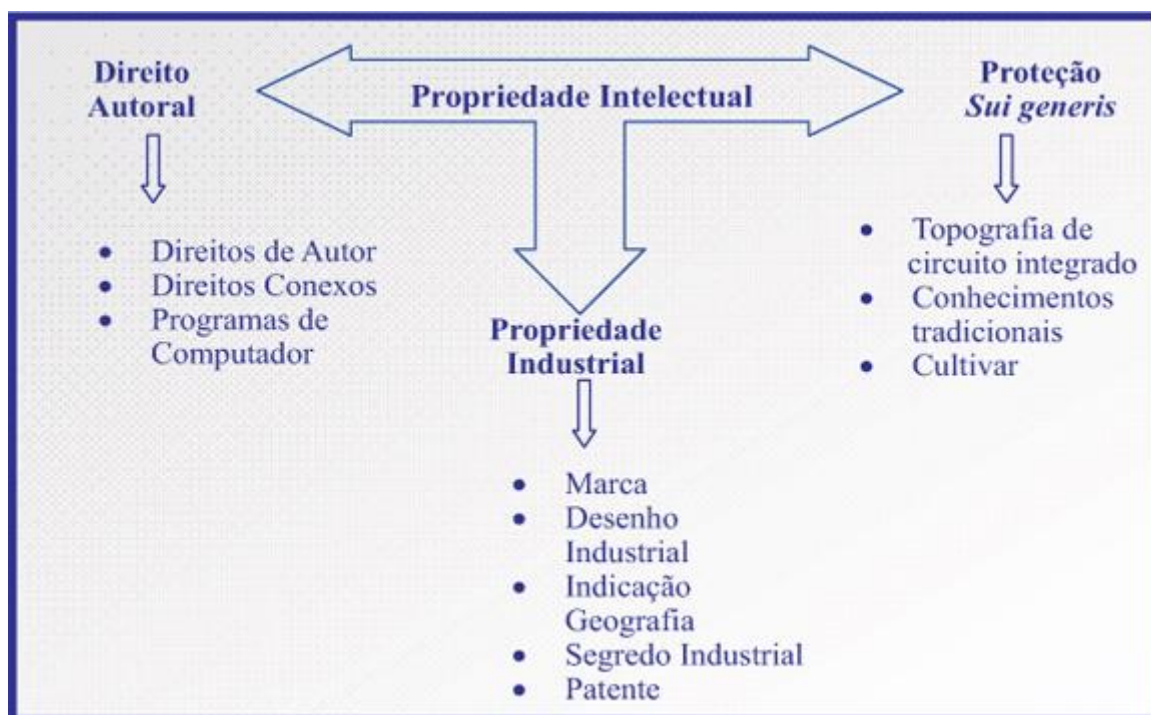 Propriedade Intelectual
Direito
Autoral
• Direitos de Autor
• Direitos Conexos
• Programas de
Computador
Propriedade
Industrial
• Marca
• Desenho
Industrial
• Indicação
Geografia
• Segredo Industrial
• Patente
Proteção
Sui generis
• Topografia de
circuito integrado
• Conhecimentos
tradicionais
• Cultivar